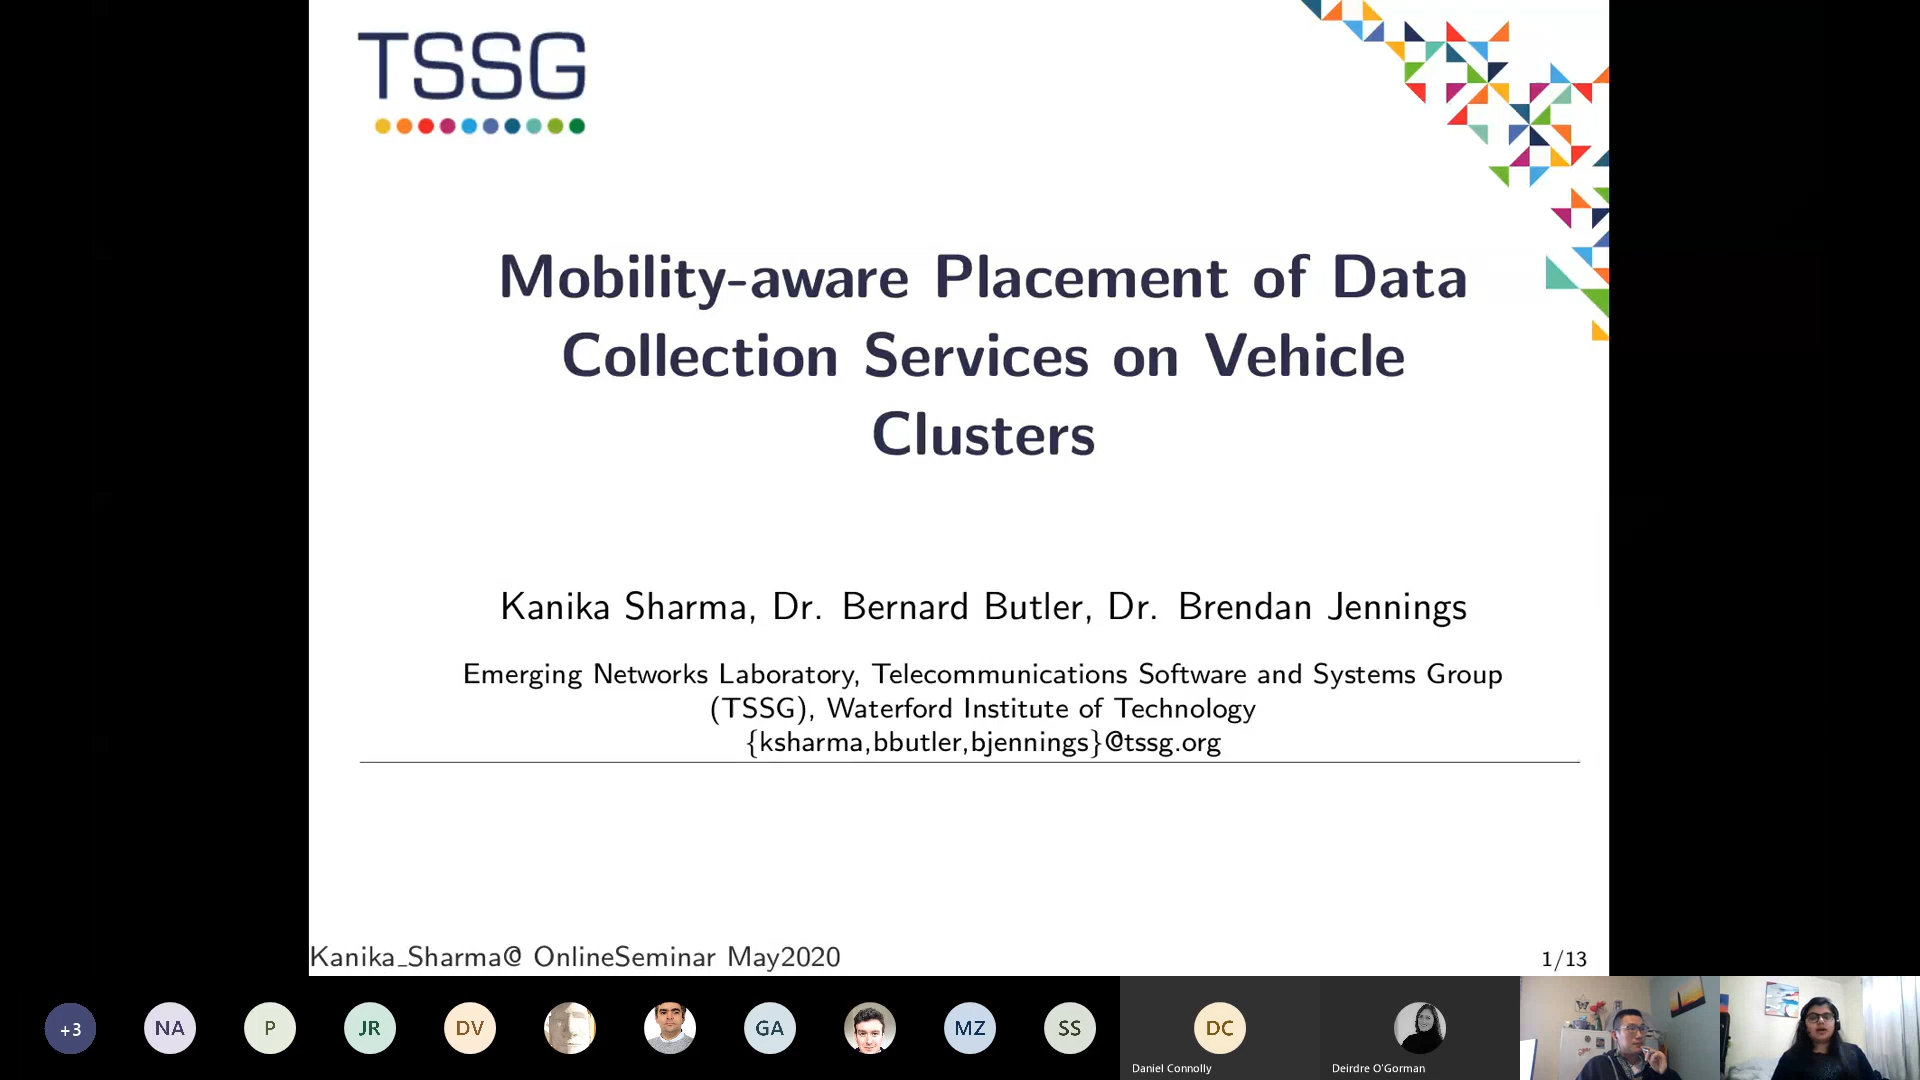 TSSG
Mobility-aware Placement of Data
Collection Services on Vehicle
Clusters
Kanika Sharma, Dr. Bernard Butler, Dr. Brendan Jennings
Emerging Networks Laboratory, Telecommunications Software and Systems Group
(TSSG), Waterford Institute of Technology
{ksharma,bbutler,bjennings}@tssg.org
Kanika_Sharma@ OnlineSeminar May2020
1/13
+3
NA
P
JR
DV
GA
MZ
SS
DC
Daniel Connolly
Deirdre O'Gorman